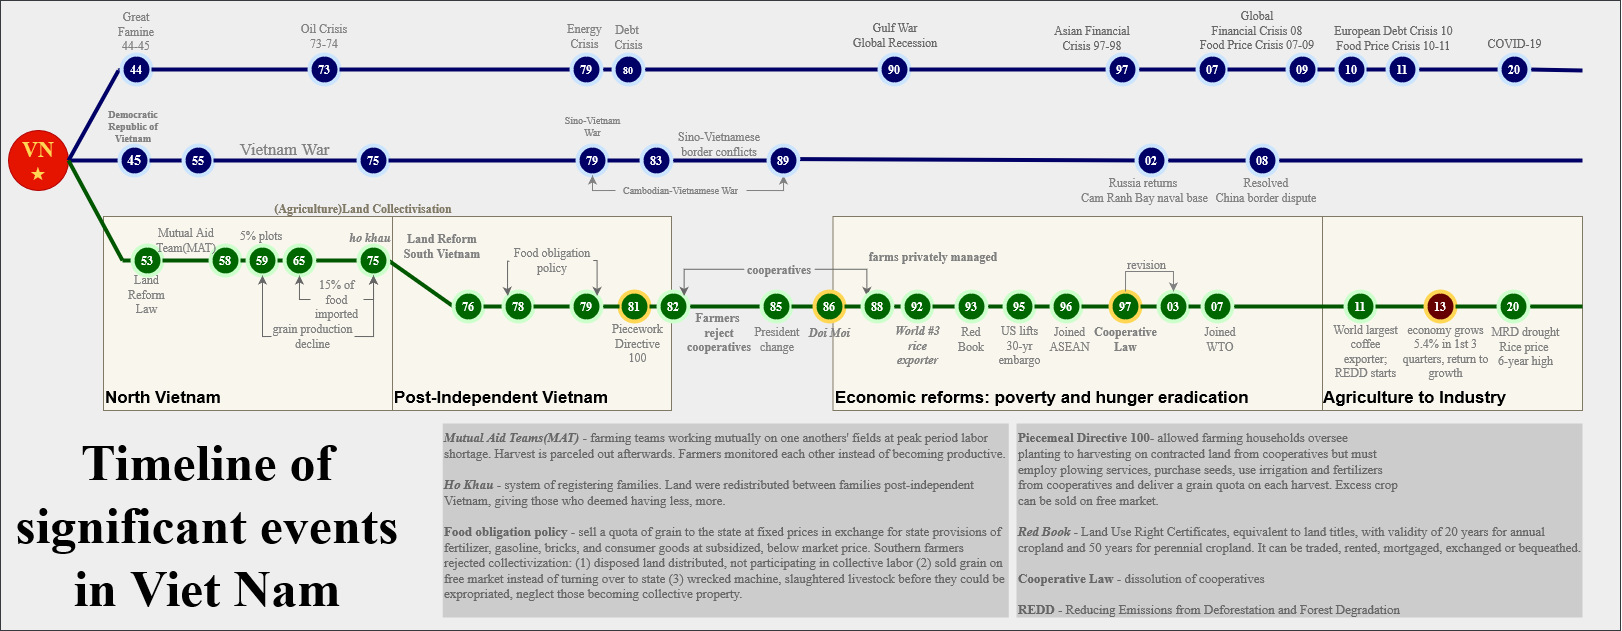 Great
Famine
44-45
Oil Crisis
73-74
Energy
Crisis
Debt
Crisis
Gulf War
Global Recession
Asian Financial
Crisis 97-98
Global
Financial Crisis 08
Food Price Crisis 07-09
European Debt Crisis 10
Food Price Crisis 10-11
COVID-19
44
73
79
80
90
97
07
09
10
11
20
Democratic
Republic of
Vietnam
Vietnam War
Sino-Vietnam
War
Sino-Vietnamese
border conflicts
VN
45
55
75
79
83
89
02
08
Cambodian-Vietnamese War
Russia returns
Cam Ranh Bay naval base
Resolved
China border dispute
(Agriculture)Land Collectivisation
Mutual Aid
Team(MAT)
5% plots
ho khau
53
58
59
65
75
Land
Reform
Law
15% of
food
imported
grain production
decline
North Vietnam
Land Reform
South Vietnam
Food obligation
policy
cooperatives
farms privately managed
revision
76
78
79
81
82
85
86
88
92
93
95
96
97
03
07
11
13
20
Piecework
Directive
100
Farmers
reject
cooperatives
President
change
Doi Moi
World #3
rice
exporter
Red
Book
US lifts
30-yr
embargo
Joined
ASEAN
Cooperative
Law
Joined
WTO
World largest
coffee
exporter;
REDD starts
economy grows
5.4% in 1st 3
quarters, return to
growth
MRD drought
Rice price
6-year high
Post-Independent Vietnam
Economic reforms: poverty and hunger eradication
Agriculture to Industry
Timeline of
significant events
in Viet Nam
Mutual Aid Teams(MAT) - farming teams working mutually on one anothers' fields at peak period labor
shortage. Harvest is parceled out afterwards. Farmers monitored each other instead of becoming productive.
Ho Khau - system of registering families. Land were redistributed between families post-independent
Vietnam, giving those who deemed having less, more.
Food obligation policy - sell a quota of grain to the state at fixed prices in exchange for state provisions of
fertilizer, gasoline, bricks, and consumer goods at subsidized, below market price. Southern farmers
rejected collectivization: (1) disposed land distributed, not participating in collective labor (2) sold grain on
free market instead of turning over to state (3) wrecked machine, slaughtered livestock before they could be
expropriated, neglect those becoming collective property.
Piecemeal Directive 100- allowed farming households oversee
planting to harvesting on contracted land from cooperatives but must
employ plowing services, purchase seeds, use irrigation and fertilizers
from cooperatives and deliver a grain quota on each harvest. Excess crop
can be sold on free market.
Red Book - Land Use Right Certificates, equivalent to land titles, with validity of 20 years for annual
cropland and 50 years for perennial cropland. It can be traded, rented, mortgaged, exchanged or bequeathed.
Cooperative Law - dissolution of cooperatives
REDD - Reducing Emissions from Deforestation and Forest Degradation